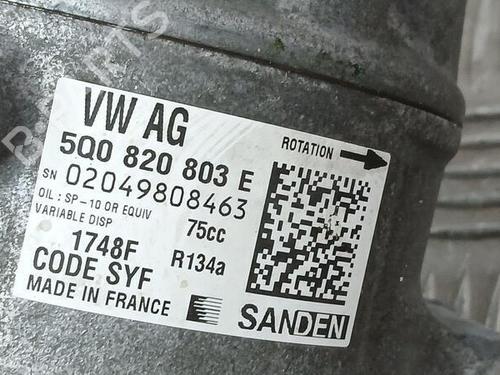 VW AG
ROTATION
5Q0 820 803 E
SN 02049808463
OIL : SP-10 OR EQUIV
VARIABLE DISP
75cc
1748F
R134a
CODE SYF
MADE IN FRANCE
SANDEN